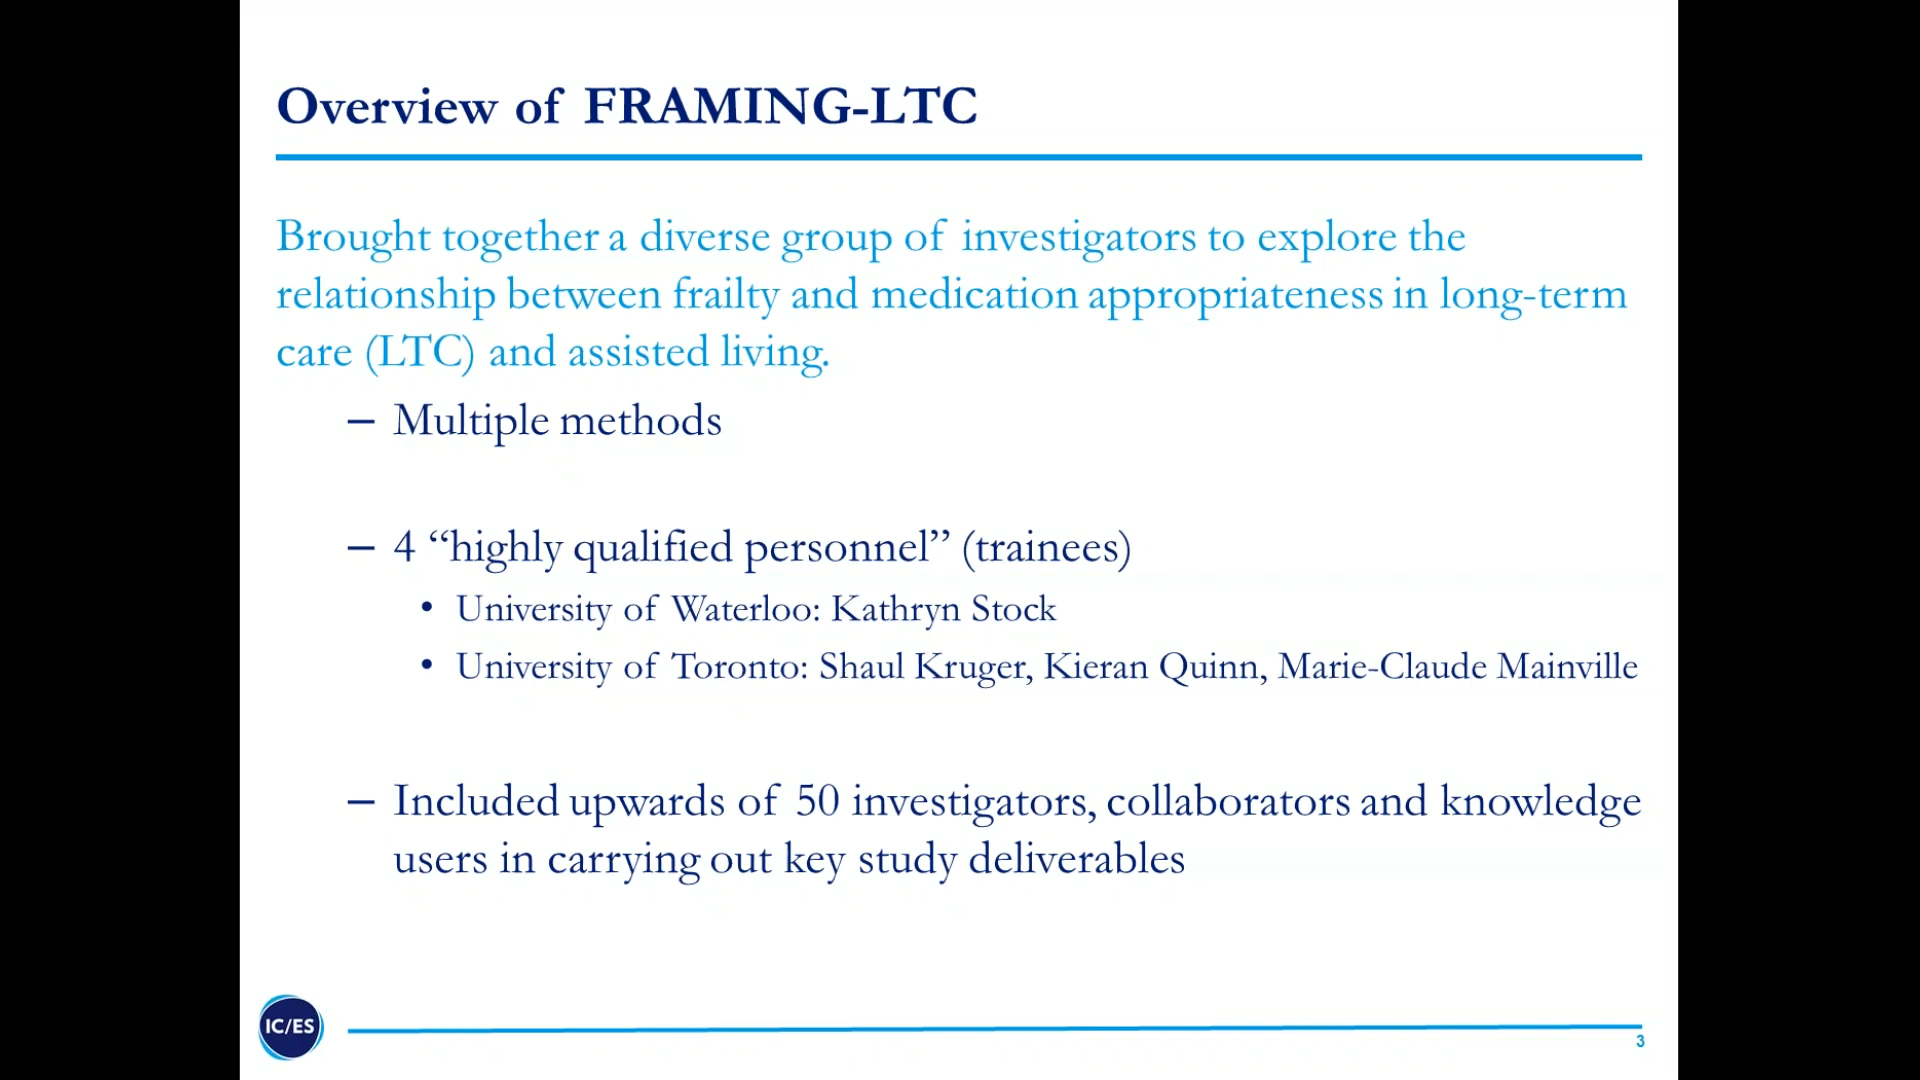 Overview of FRAMING-LTC
Brought together a diverse group of investigators to explore the
relationship between frailty and medication appropriateness in long-term
care (LTC) and assisted living.
– Multiple methods
– 4 “highly qualified personnel” (trainees)
• University of Waterloo: Kathryn Stock
• University of Toronto: Shaul Kruger, Kieran Quinn, Marie-Claude Mainville
– Included upwards of 50 investigators, collaborators and knowledge
users in carrying out key study deliverables
IC/ES
3